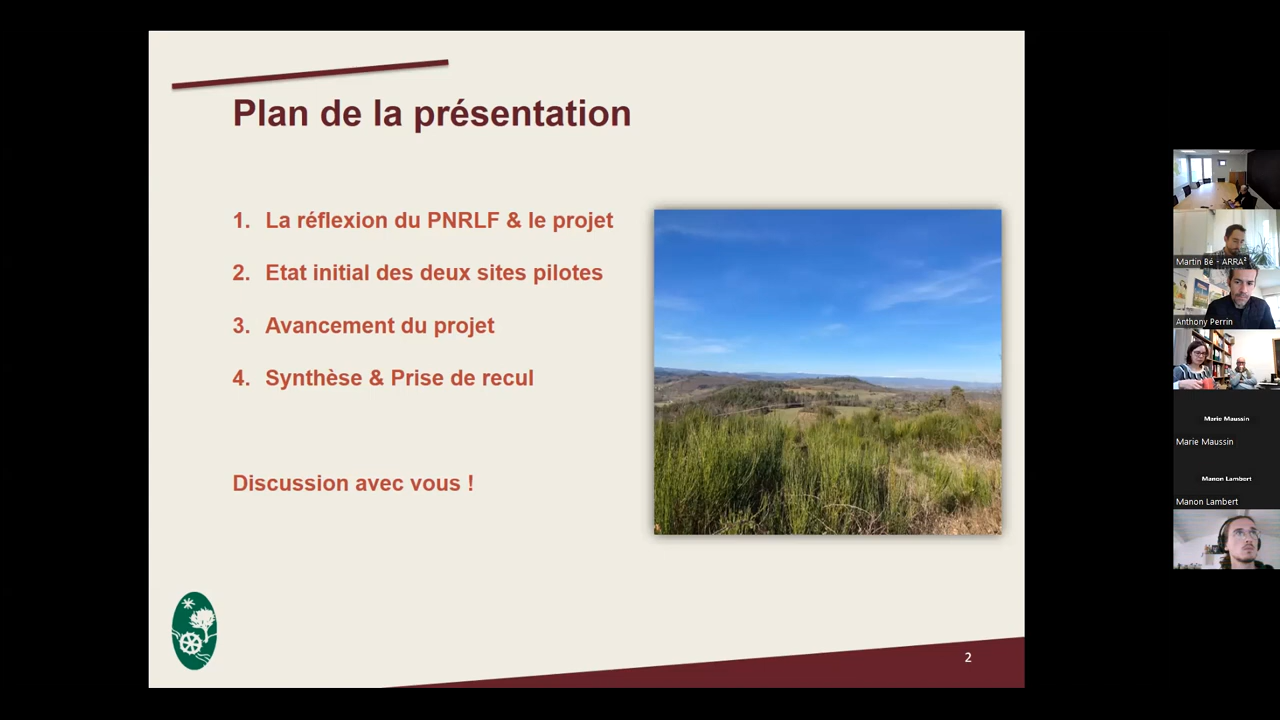 Plan de la présentation
1. La réflexion du PNRLF & le projet
2. Etat initial des deux sites pilotes
3. Avancement du projet
4. Synthèse & Prise de recul
Discussion avec vous !
2
Martin Bé - ARRA²
Anthony Perrin
Marie Maussin
Marie Maussin
Manon Lambert
Manon Lambert